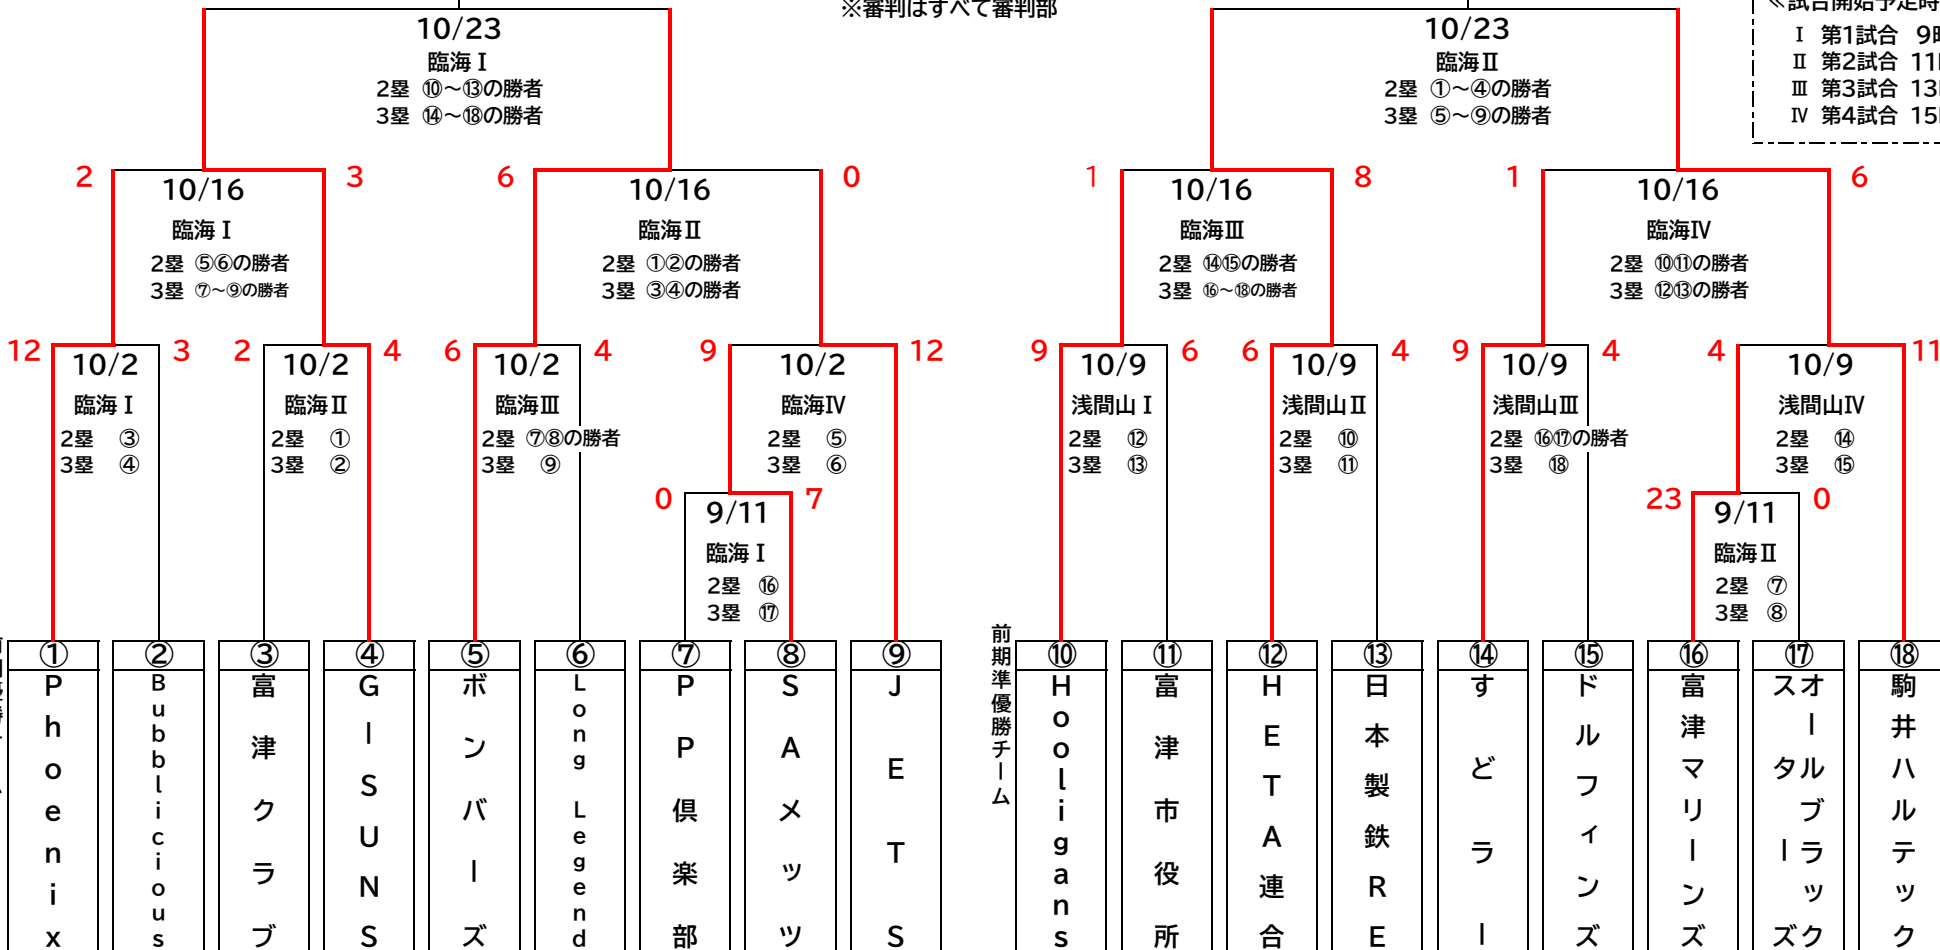 ※審判はすべて審判部
10/23
臨海Ⅰ
2塁 ⑩～⑬の勝者
3塁 ⑭～⑱の勝者
10/23
臨海Ⅱ
2塁 ①～④の勝者
3塁 ⑤～⑨の勝者
Ⅰ 第1試合 9
Ⅱ 第2試合 11
Ⅲ 第3試合 13
Ⅳ 第4試合 15
2 3
10/16
臨海Ⅰ
2塁 ⑤⑥の勝者
3塁 ⑦～⑨の勝者
6 0
10/16
臨海Ⅱ
2塁 ①②の勝者
3塁 ③④の勝者
1 8
10/16
臨海Ⅲ
2塁 ⑭⑮の勝者
3塁 ⑯～⑱の勝者
1 6
10/16
臨海Ⅳ
2塁 ⑩⑪の勝者
3塁 ⑫⑬の勝者
12 3
10/2
臨海Ⅰ
2塁 ③
3塁 ④
2 4
10/2
臨海Ⅱ
2塁 ①
3塁 ②
6 4
10/2
臨海Ⅲ
2塁 ⑦⑧の勝者
3塁 ⑨
9 12
10/2
臨海Ⅳ
2塁 ⑤
3塁 ⑥
9 6
10/9
浅間山Ⅰ
2塁 ⑫
3塁 ⑬
6 4
10/9
浅間山Ⅱ
2塁 ⑩
3塁 ⑪
9 4
10/9
浅間山Ⅲ
2塁 ⑯⑰の勝者
3塁 ⑱
4 11
10/9
浅間山Ⅳ
2塁 ⑭
3塁 ⑮
0 7
9/11
臨海Ⅰ
2塁 ⑯
3塁 ⑰
23 0
9/11
臨海Ⅱ
2塁 ⑦
3塁 ⑧
① Phoenix
② Bubblicious
③ 富津クラブ
④ GISUNS
⑤ ボンバーズ
⑥ Long Legend
⑦ PP倶楽部
⑧ SAメッツ
⑨ JETS
前期準優勝チーム
⑩ Hooligans
⑪ 富津市役所
⑫ HETA連合
⑬ 日本製鉄RE
⑭ すどラー
⑮ ドルフィンズ
⑯ 富津マリーンズ
⑰ オールブラックスターズ
⑱ 駒井ハルテック